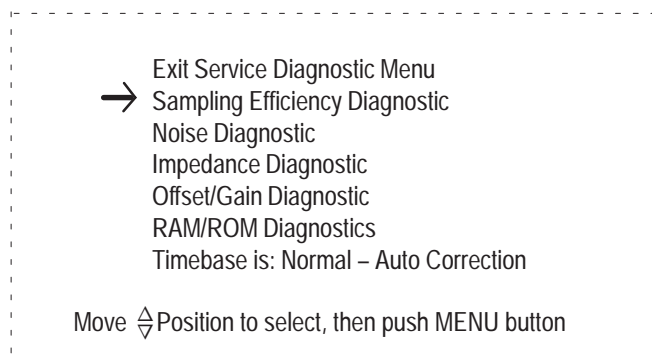 Exit Service Diagnostic Menu
Sampling Efficiency Diagnostic
Noise Diagnostic
Impedance Diagnostic
Offset/Gain Diagnostic
RAM/ROM Diagnostics
Timebase is: Normal – Auto Correction
Move △▽ Position to select, then push MENU button